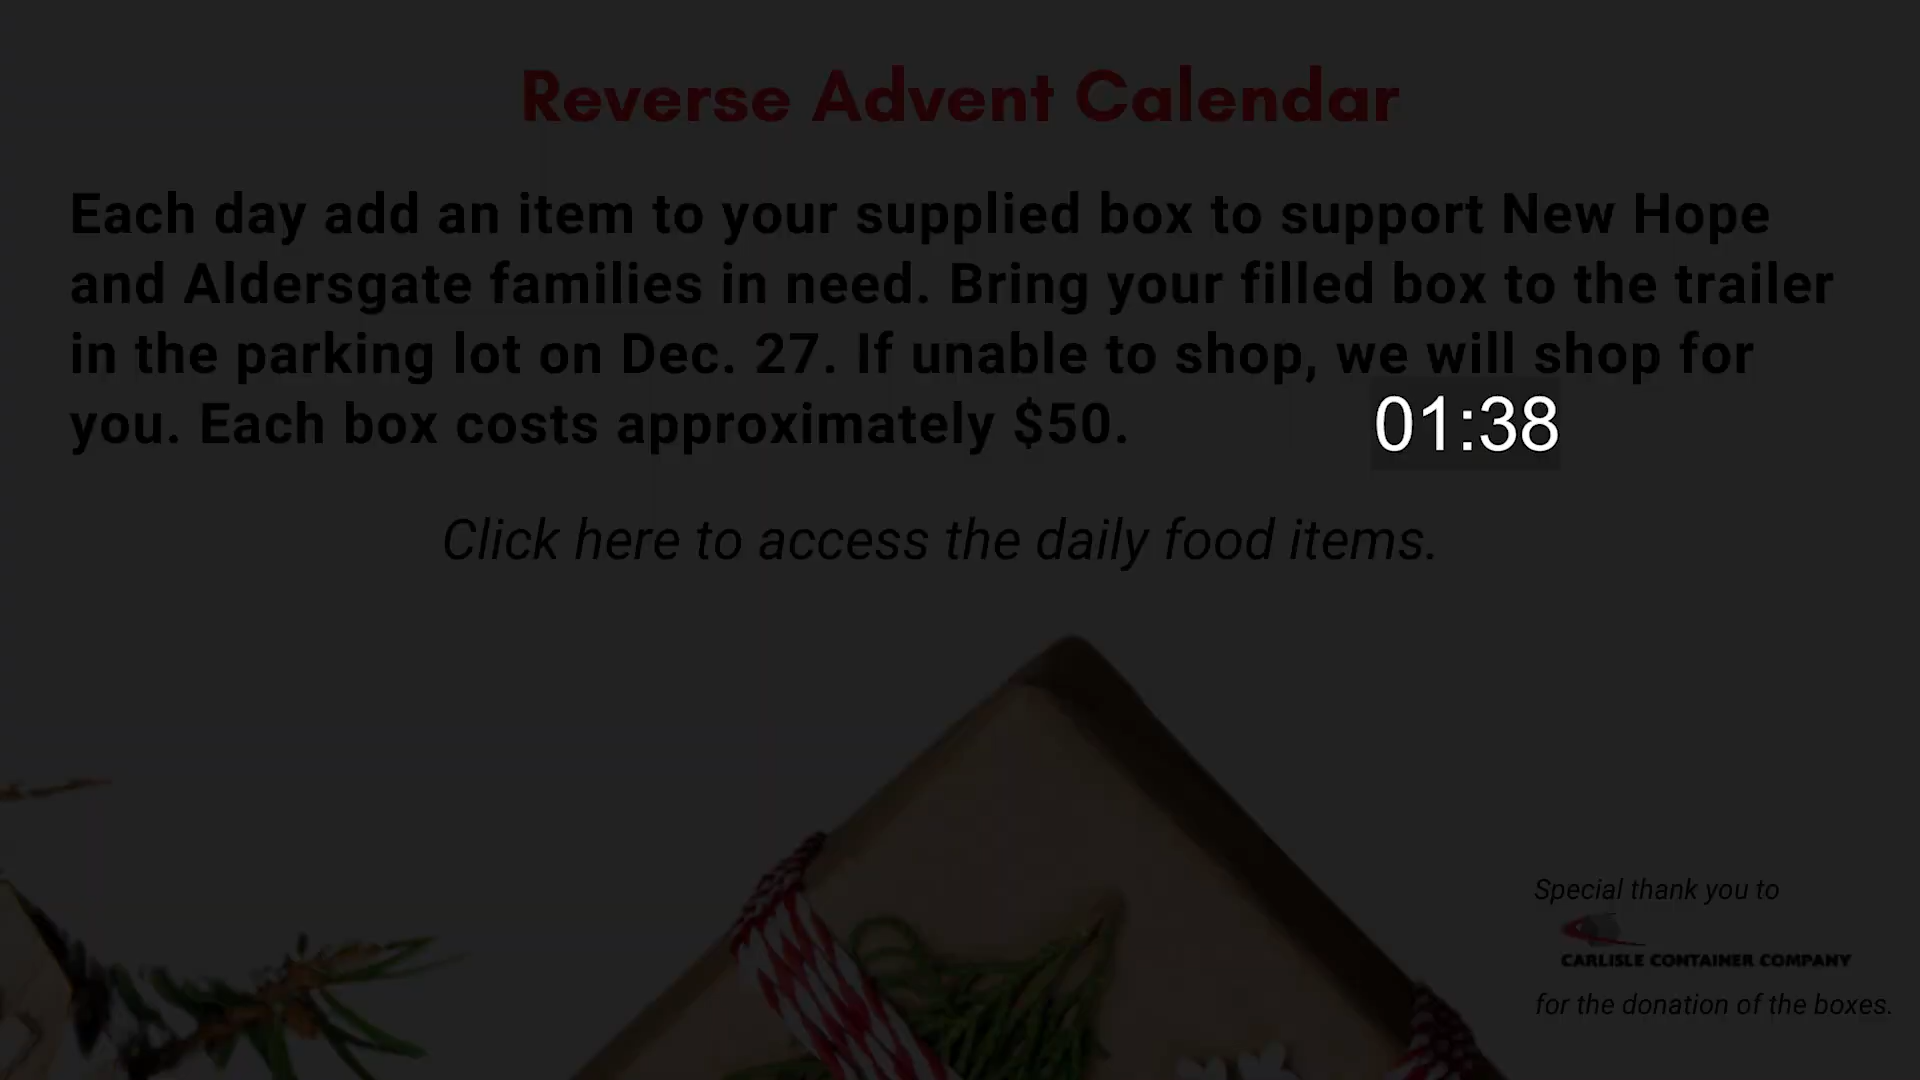 Reverse Advent Calendar
Each day add an item to your supplied box to support New Hope
and Aldersgate families in need. Bring your filled box to the trailer
in the parking lot on Dec. 27. If unable to shop, we will shop for
you. Each box costs approximately $50.
01:38
Click here to access the daily food items.
Special thank you to
CARLISLE CONTAINER COMPANY
for the donation of the boxes.